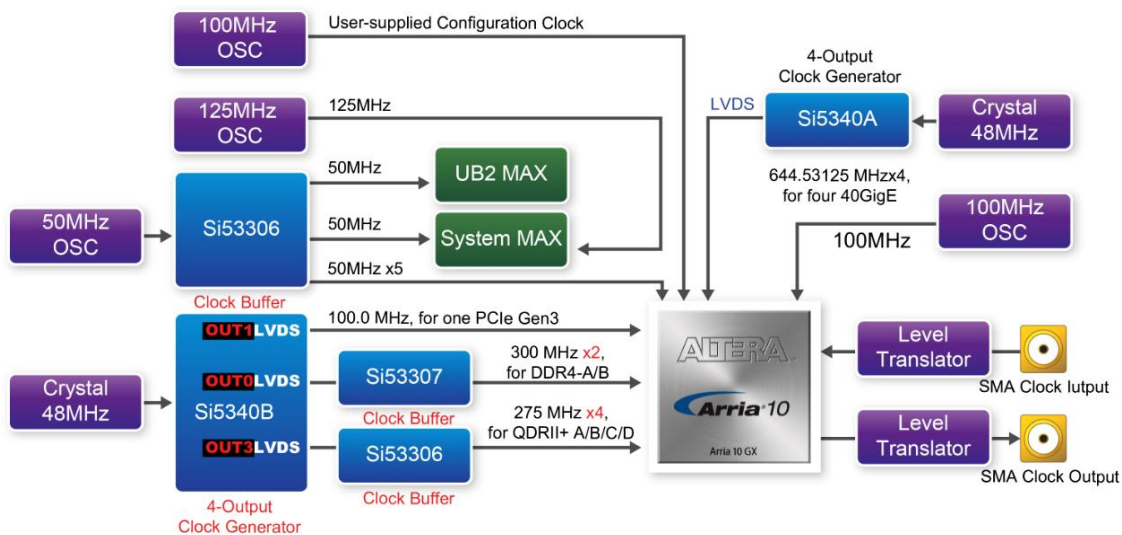 100MHz
OSC
User-supplied Configuration Clock
125MHz
OSC
125MHz
4-Output
Clock Generator
LVDS
Si5340A
Crystal
48MHz
50MHz
UB2 MAX
644.53125 MHzx4,
for four 40GigE
50MHz
OSC
Si53306
50MHz
System MAX
100MHz
OSC
100MHz
50MHz x5
Clock Buffer
OUT1LVDS
100.0 MHz, for one PCIe Gen3
ALTERA
Arria 10
Arria 10 GX
Level
Translator
SMA Clock Iutput
300 MHz x2,
for DDR4-A/B
Crystal
48MHz
OUT0LVDS
Si5340B
Si53307
Clock Buffer
275 MHz x4,
for QDRII+ A/B/C/D
OUT3LVDS
Si53306
Clock Buffer
Level
Translator
SMA Clock Output
4-Output
Clock Generator